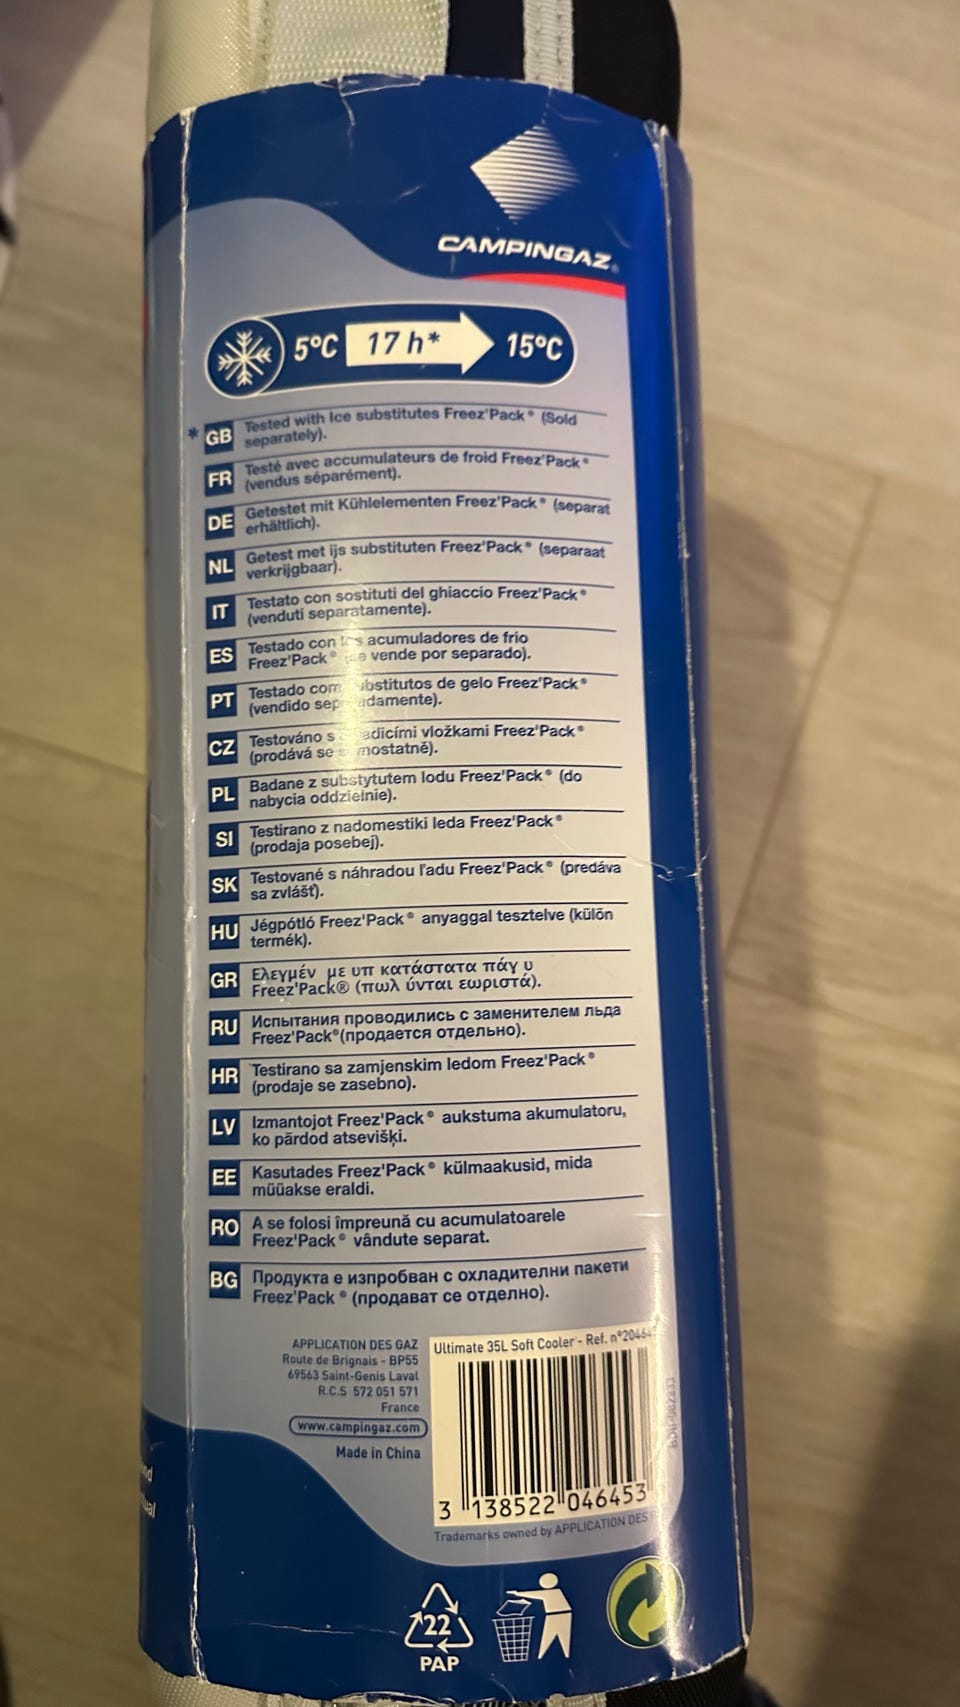 CAMPINGAZ®
5°C 17 h* 15°C
* GB Tested with Ice substitutes Freez'Pack® (Sold
separately).
FR Testé avec accumulateurs de froid Freez'Pack®
(vendus séparément).
DE Getestet mit Kühlelementen Freez'Pack® (separat
erhältlich).
NL Getest met ijs substituten Freez'Pack® (separaat
verkrijgbaar).
IT Testato con sostituti del ghiaccio Freez'Pack®
(venduti separatamente).
ES Testado con los acumuladores de frio
Freez'Pack® (se vende por separado).
PT Testado com substitutos de gelo Freez'Pack®
(vendido separadamente).
CZ Testováno s chladicími vložkami Freez'Pack®
(prodává se samostatně).
PL Badane z substytutem lodu Freez'Pack® (do
nabycia oddzielnie).
SI Testirano z nadomestiki leda Freez'Pack®
(prodaja posebej).
SK Testované s náhradou ľadu Freez'Pack® (predáva
sa zvlášť).
HU Jégpótló Freez'Pack® anyaggal tesztelve (külön
termék).
GR Ελεγμέν με υπ κατάστατα πάγ υ
Freez'Pack® (πωλ ύνται εωριστά).
RU Испытания проводились с заменителем льда
Freez'Pack®(продается отдельно).
HR Testirano sa zamjenskim ledom Freez'Pack®
(prodaje se zasebno).
LV Izmantojot Freez'Pack® aukstuma akumulatoru,
ko pārdod atsevišķi.
EE Kasutades Freez'Pack® külmaakusid, mida
müüakse eraldi.
RO A se folosi împreună cu acumulatoarele
Freez'Pack® vândute separat.
BG Продукта е изпробван с охладителни пакети
Freez'Pack® (продават се отделно).
APPLICATION DES GAZ
Route de Brignais - BP55
69563 Saint-Genis Laval
R.C.S 572 051 571
France
www.campingaz.com
Made in China
Ultimate 35L Soft Cooler - Ref. n°
3 138522 046453
Trademarks owned by APPLICATION DES
22
PAP